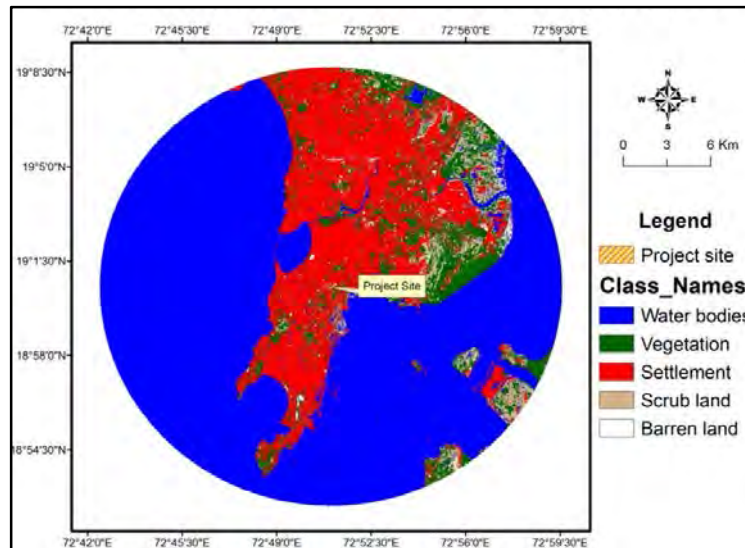 72°42'0"E 72°45'30"E 72°49'0"E 72°52'30"E 72°56'0"E 72°59'30"E
19°8'30"N
19°5'0"N
19°1'30"N
18°58'0"N
18°54'30"N
Project Site
72°42'0"E 72°45'30"E 72°49'0"E 72°52'30"E 72°56'0"E 72°59'30"E
N
W E
S
0 3 6 Km
Legend
Project site
Class_Names
Water bodies
Vegetation
Settlement
Scrub land
Barren land